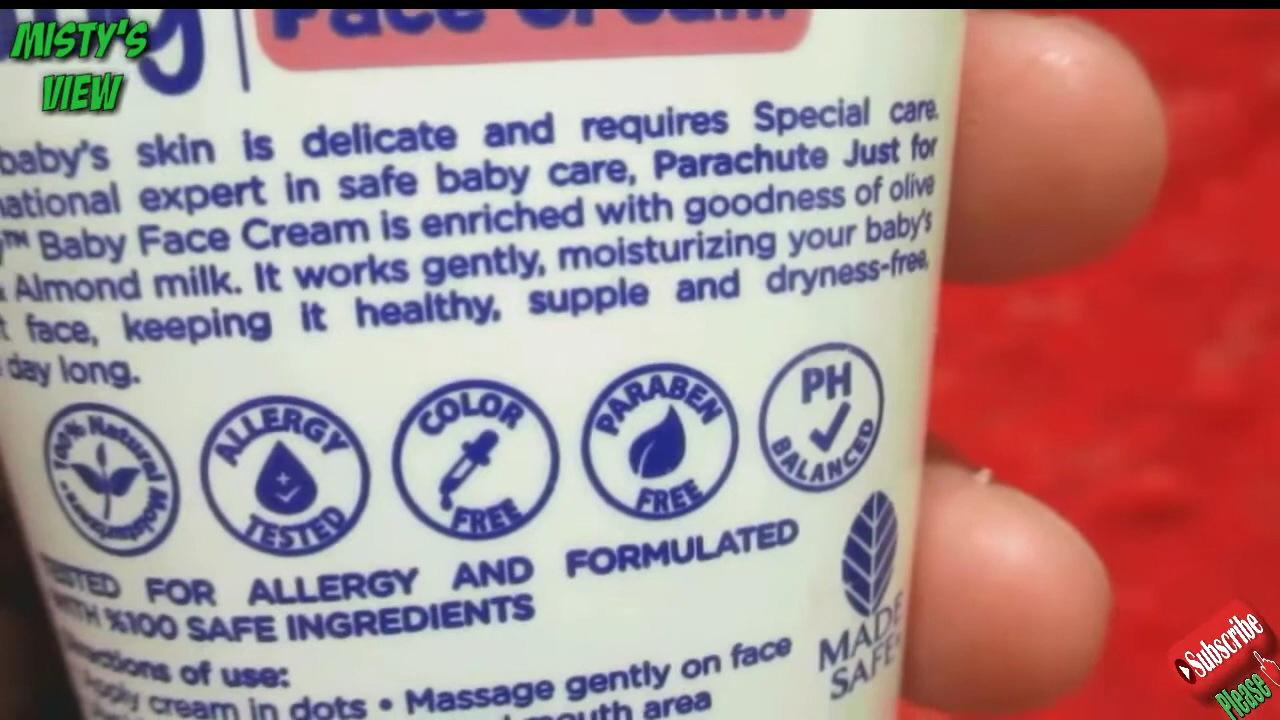 MISTY'S
VIEW
Face Cream
baby's skin is delicate and requires Special care.
expert in safe baby care, Parachute Just for
™ Baby Face Cream is enriched with goodness of olive
Almond milk. It works gently, moisturizing your baby's
face, keeping it healthy, supple and dryness-free,
day long.
100% Natural
ALLERGY
TESTED
COLOR
FREE
PARABEN
FREE
PH
BALANCED
FOR ALLERGY AND FORMULATED
%100 SAFE INGREDIENTS
MADE
SAFE
of use:
cream in dots • Massage gently on face
mouth area
Subscribe
Please